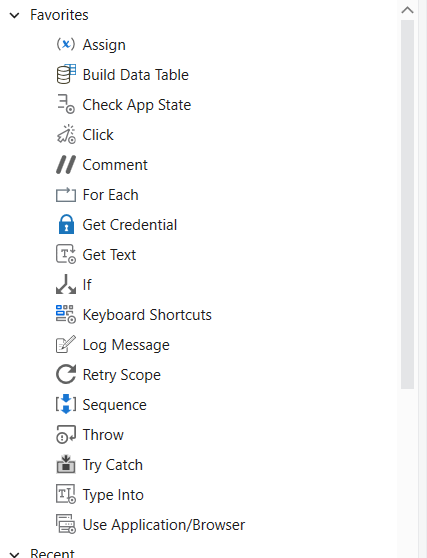 Favorites
Assign
Build Data Table
Check App State
Click
Comment
For Each
Get Credential
Get Text
If
Keyboard Shortcuts
Log Message
Retry Scope
Sequence
Throw
Try Catch
Type Into
Use Application/Browser
Recent